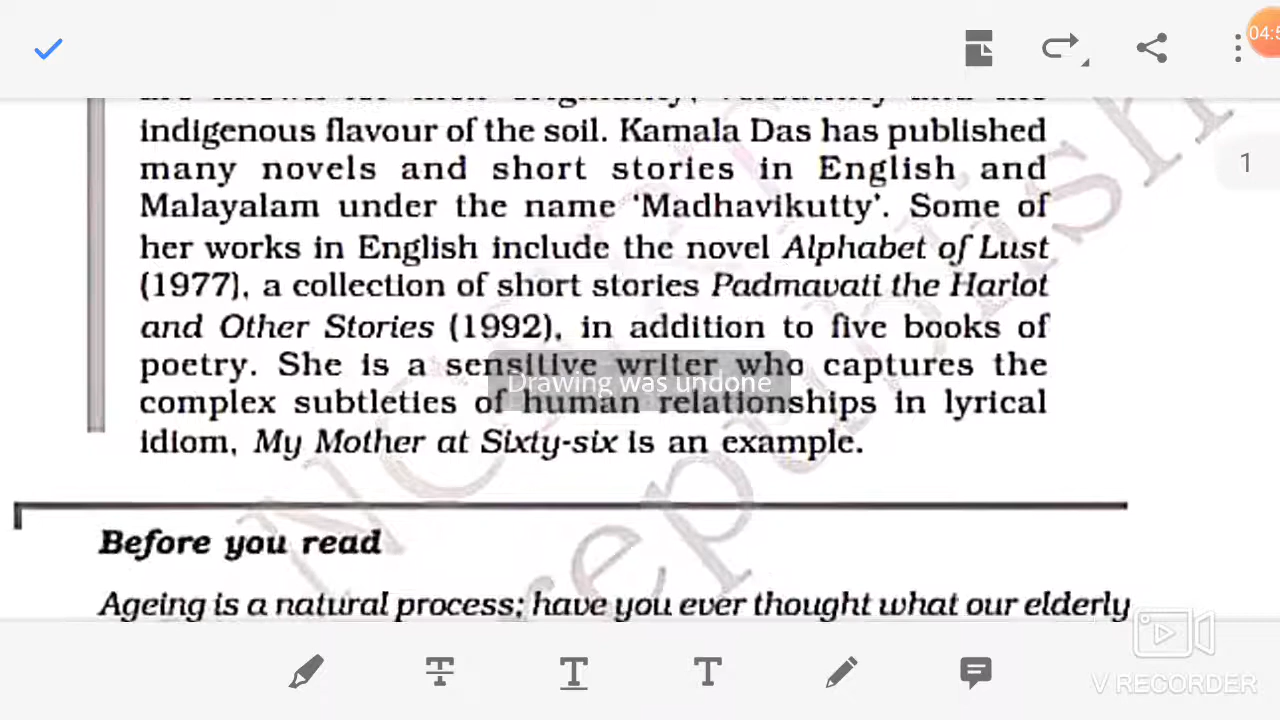 04:5
indigenous flavour of the soil. Kamala Das has published
1
many novels and short stories in English and
Malayalam under the name ‘Madhavikutty’. Some of
her works in English include the novel Alphabet of Lust
(1977), a collection of short stories Padmavati the Harlot
and Other Stories (1992), in addition to five books of
poetry. She is a sensitive writer who captures the
Drawing was undone
complex subtleties of human relationships in lyrical
idiom, My Mother at Sixty-six is an example.
Before you read
Ageing is a natural process; have you ever thought what our elderly
V RECORDER
republish